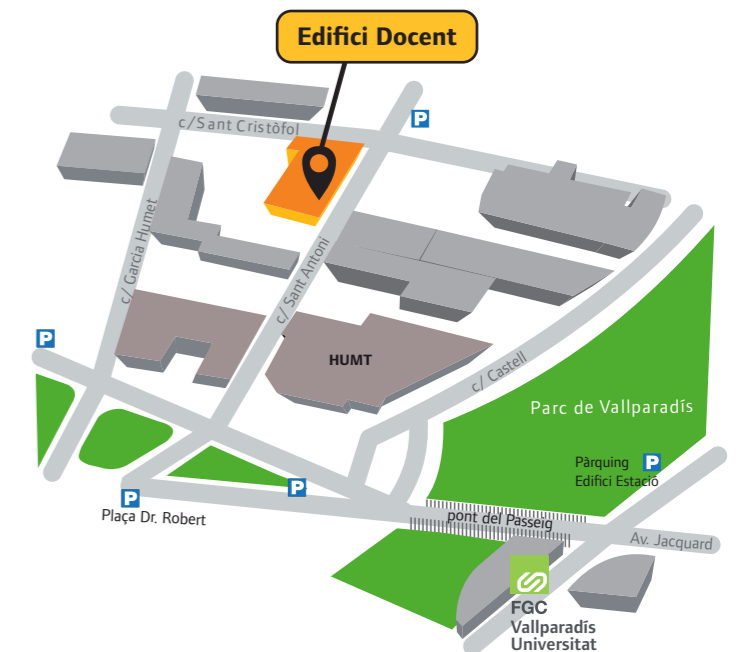 Edifici Docent
P
c/Sant Cristòfol
c/ Garcia Humet
c/ Sant Antoni
P
HUMT
c/ Castell
Parc de Vallparadís
Pàrquing P
Edifici Estació
P
P
Plaça Dr. Robert
pont del Passeig
Av. Jacquard
FGC
Vallparadís
Universitat